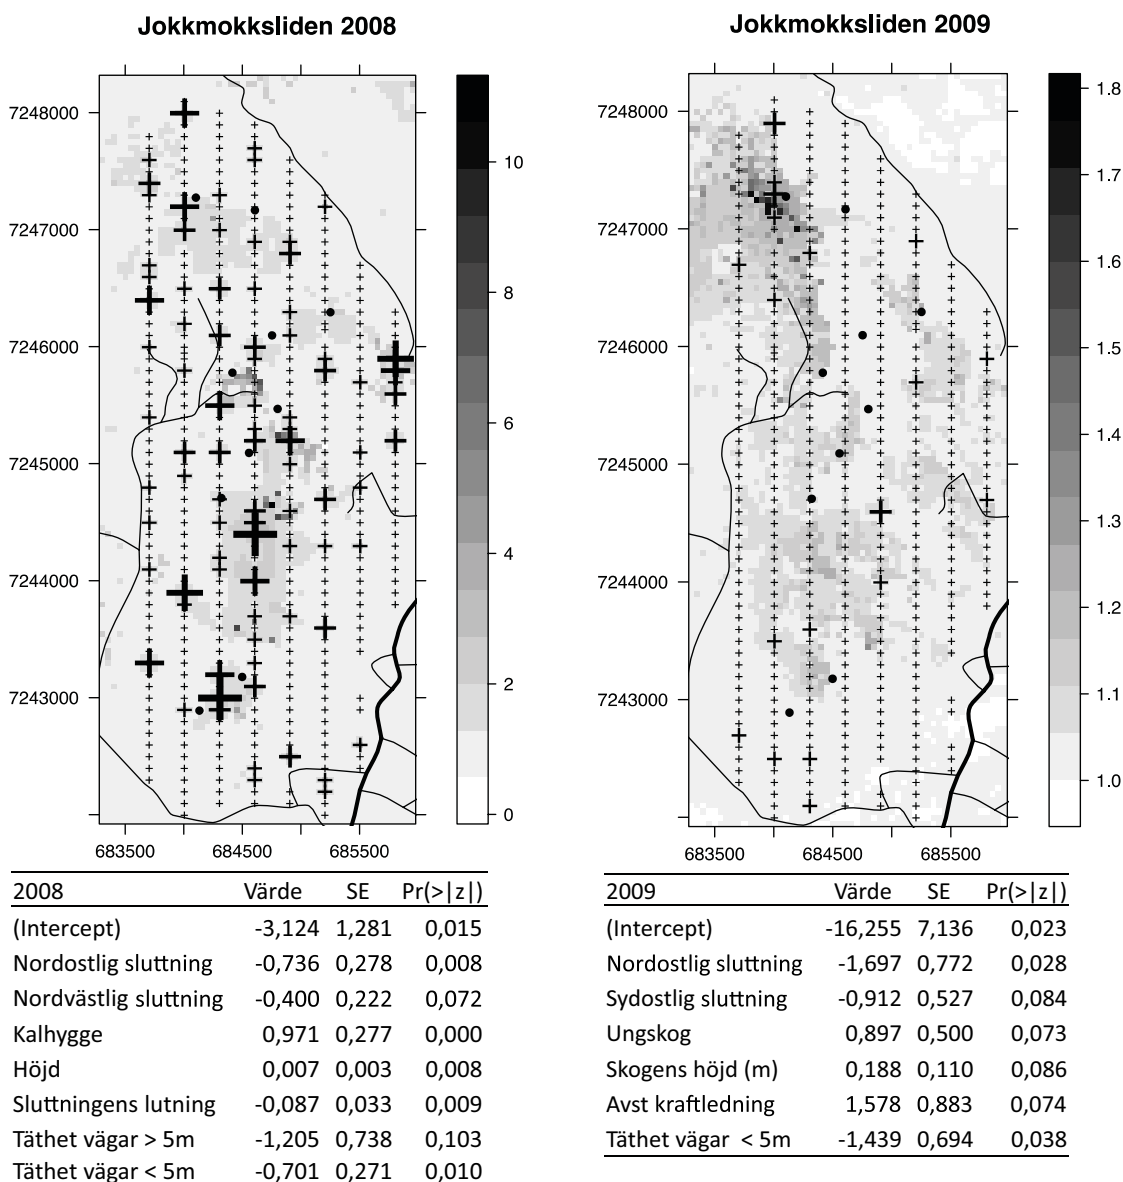 Jokkmokksliden 2008
7248000
7247000
7246000
7245000
7244000
7243000
683500 684500 685500
10
8
6
4
2
0
2008 Värde SE Pr(>|z|)
(Intercept) -3,124 1,281 0,015
Nordostlig sluttning -0,736 0,278 0,008
Nordvästlig sluttning -0,400 0,222 0,072
Kalhygge 0,971 0,277 0,000
Höjd 0,007 0,003 0,008
Sluttningens lutning -0,087 0,033 0,009
Täthet vägar > 5m -1,205 0,738 0,103
Täthet vägar < 5m -0,701 0,271 0,010
Jokkmokksliden 2009
7248000
7247000
7246000
7245000
7244000
7243000
683500 684500 685500
1.8
1.7
1.6
1.5
1.4
1.3
1.2
1.1
1.0
2009 Värde SE Pr(>|z|)
(Intercept) -16,255 7,136 0,023
Nordostlig sluttning -1,697 0,772 0,028
Sydostlig sluttning -0,912 0,527 0,084
Ungskog 0,897 0,500 0,073
Skogens höjd (m) 0,188 0,110 0,086
Avst kraftledning 1,578 0,883 0,074
Täthet vägar < 5m -1,439 0,694 0,038